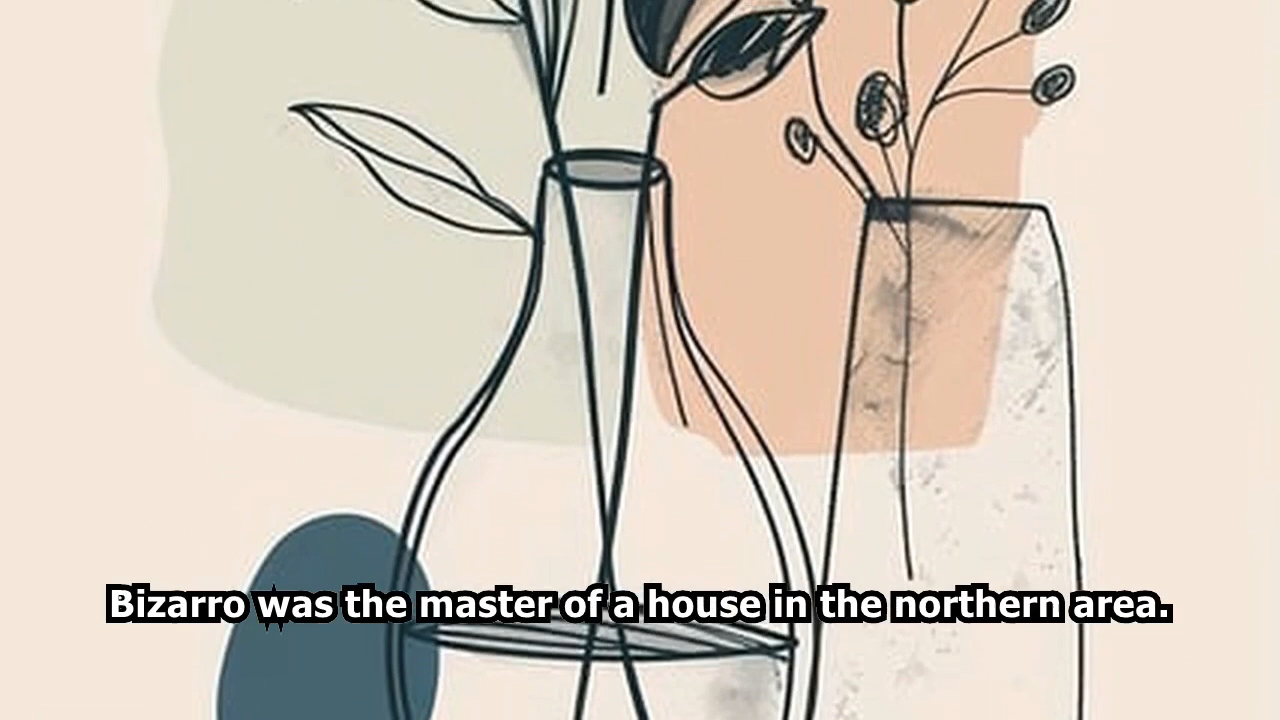 Bizarro was the master of a house in the northern area.